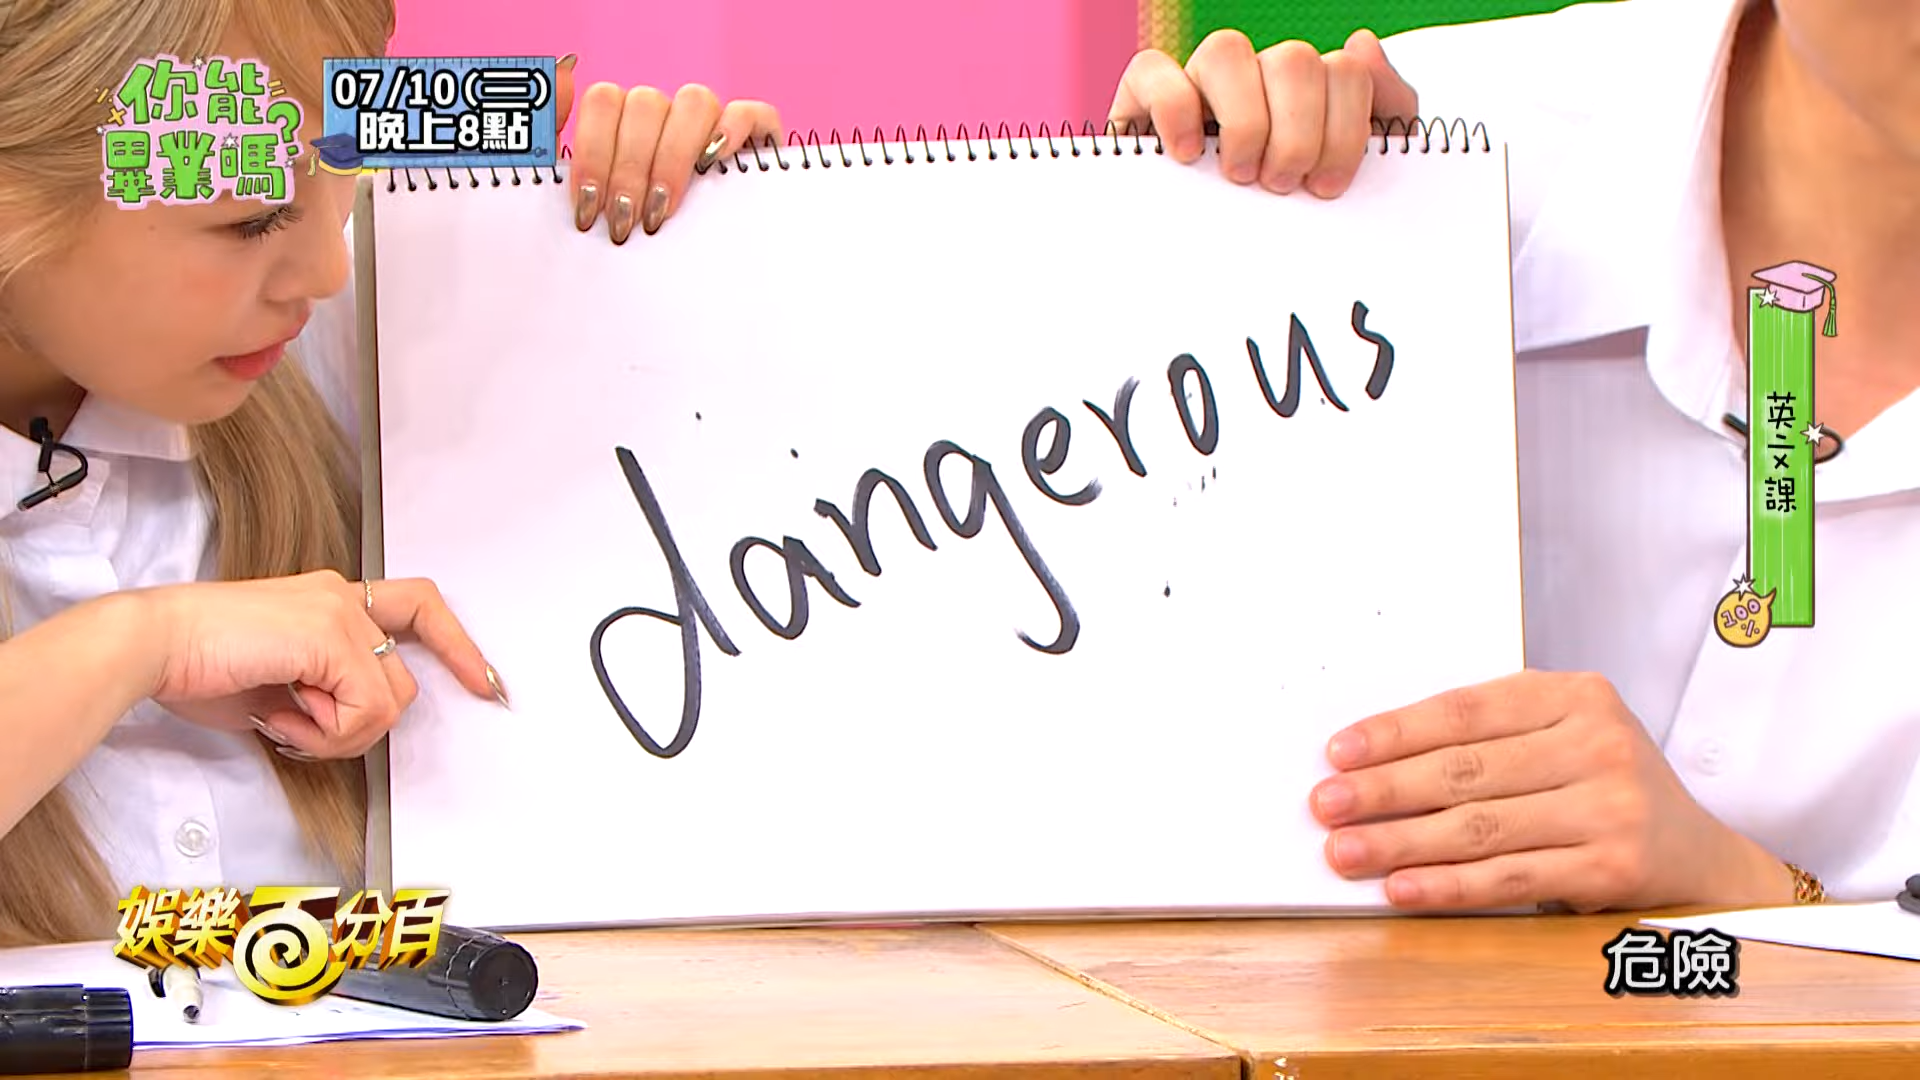 你能
畢業嗎?
07/10(三)
晚上8點
dangerous
英文課
100%
娛樂百分百
危險